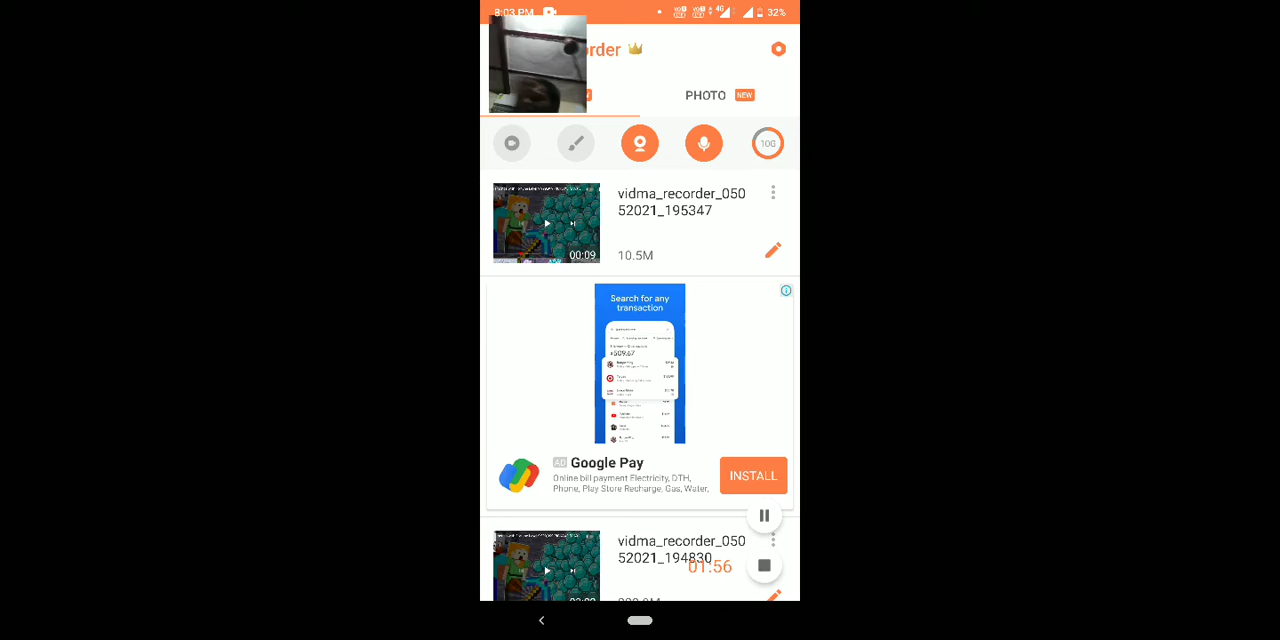 8:03 PM
4G
32%
order
PHOTO NEW
10G
vidma_recorder_050
52021_195347
00:09
10.5M
Search for any
transaction
AD Google Pay
Online bill payment Electricity, DTH,
Phone, Play Store Recharge, Gas, Water,
INSTALL
vidma_recorder_050
52021_194830
01:56